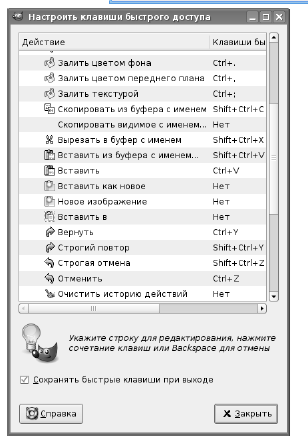 Настроить клавиши быстрого доступа
Действие Клавиши бы
Залить цветом фона Ctrl+.
Залить цветом переднего плана Ctrl+,
Залить текстурой Ctrl+;
Скопировать из буфера с именем Shift+Ctrl+C
Скопировать видимое с именем... Нет
Вырезать в буфер с именем Shift+Ctrl+X
Вставить из буфера с именем... Shift+Ctrl+V
Вставить Ctrl+V
Вставить как новое Нет
Новое изображение Нет
Вставить в Нет
Вернуть Ctrl+Y
Строгий повтор Shift+Ctrl+Y
Строгая отмена Shift+Ctrl+Z
Отменить Ctrl+Z
Очистить историю действий Нет
Укажите строку для редактирования, нажмите
сочетание клавиш или Backspace для отмены
Сохранять быстрые клавиши при выходе
Справка Закрыть